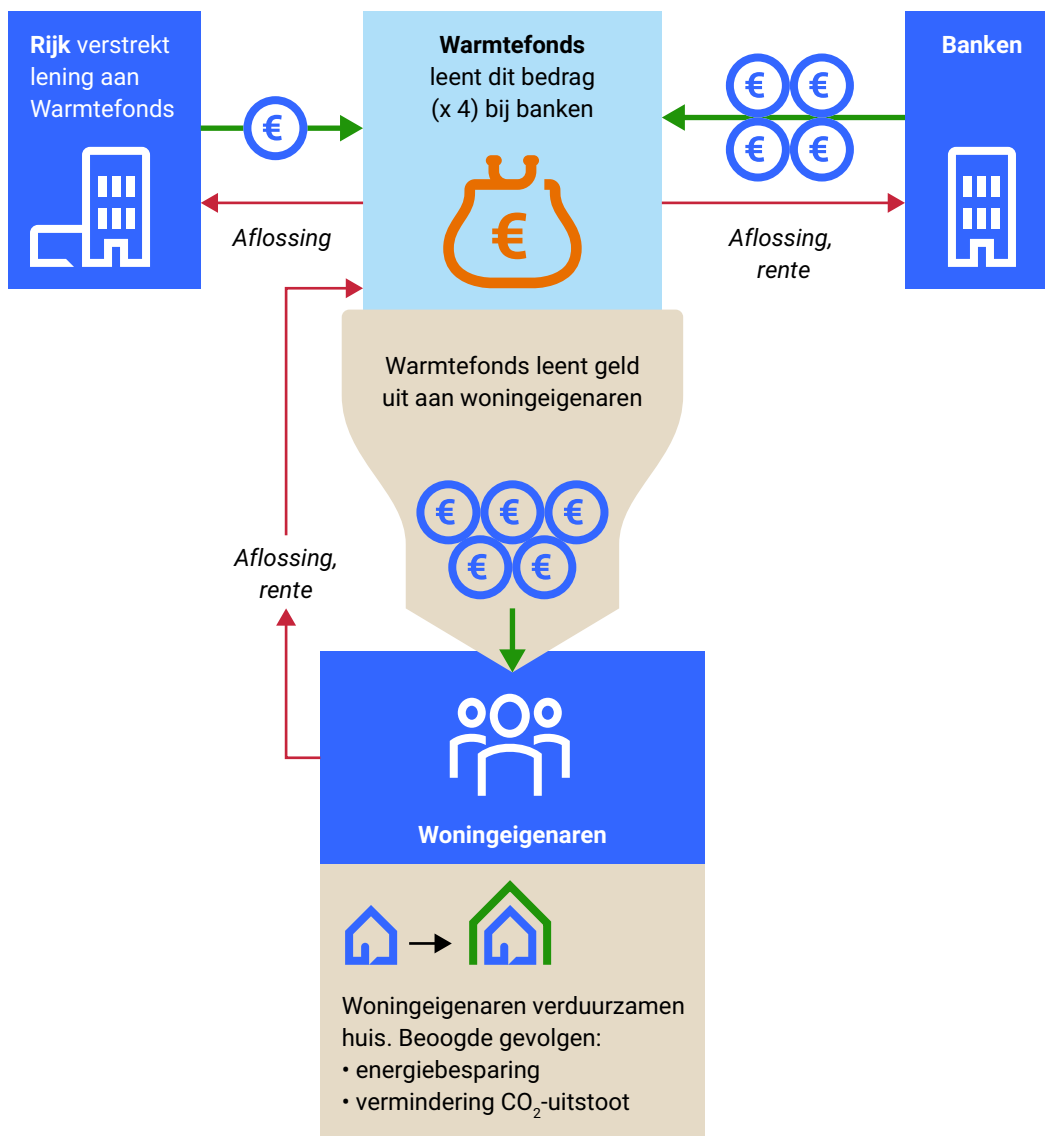 Rijk verstrekt
lening aan
Warmtefonds
€
Warmtefonds
leent dit bedrag
(x 4) bij banken
€
€ €
€ €
Banken
Aflossing
Aflossing,
rente
Warmtefonds leent geld
uit aan woningeigenaren
€ € €
€ €
Aflossing,
rente
Woningeigenaren
Woningeigenaren verduurzamen
huis. Beoogde gevolgen:
• energiebesparing
• vermindering CO₂-uitstoot